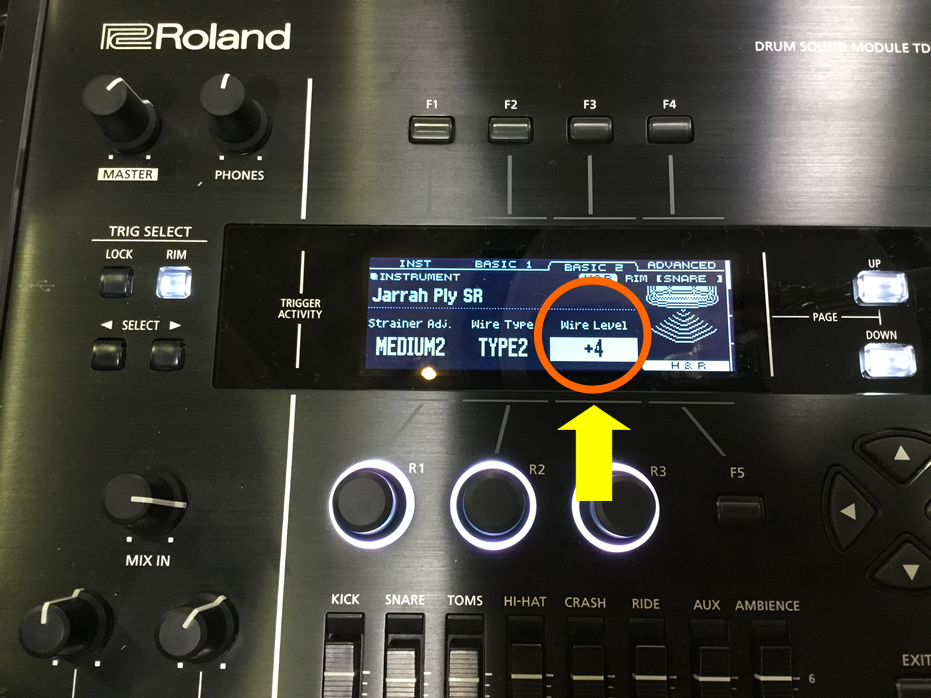 Roland
DRUM SOUND MODULE TD
F1 F2 F3 F4
MASTER
PHONES
TRIG SELECT
LOCK RIM
◀ SELECT ▶
TRIGGER
ACTIVITY
INST BASIC 1 BASIC 2 ADVANCED
INSTRUMENT H&R RIM [SNARE ]
Jarrah Ply SR
Strainer Adj. Wire Type Wire Level
MEDIUM2 TYPE2 +4
H & R
UP
PAGE
DOWN
R1 R2 R3 F5
MIX IN
KICK SNARE TOMS HI-HAT CRASH RIDE AUX AMBIENCE
6
EXIT